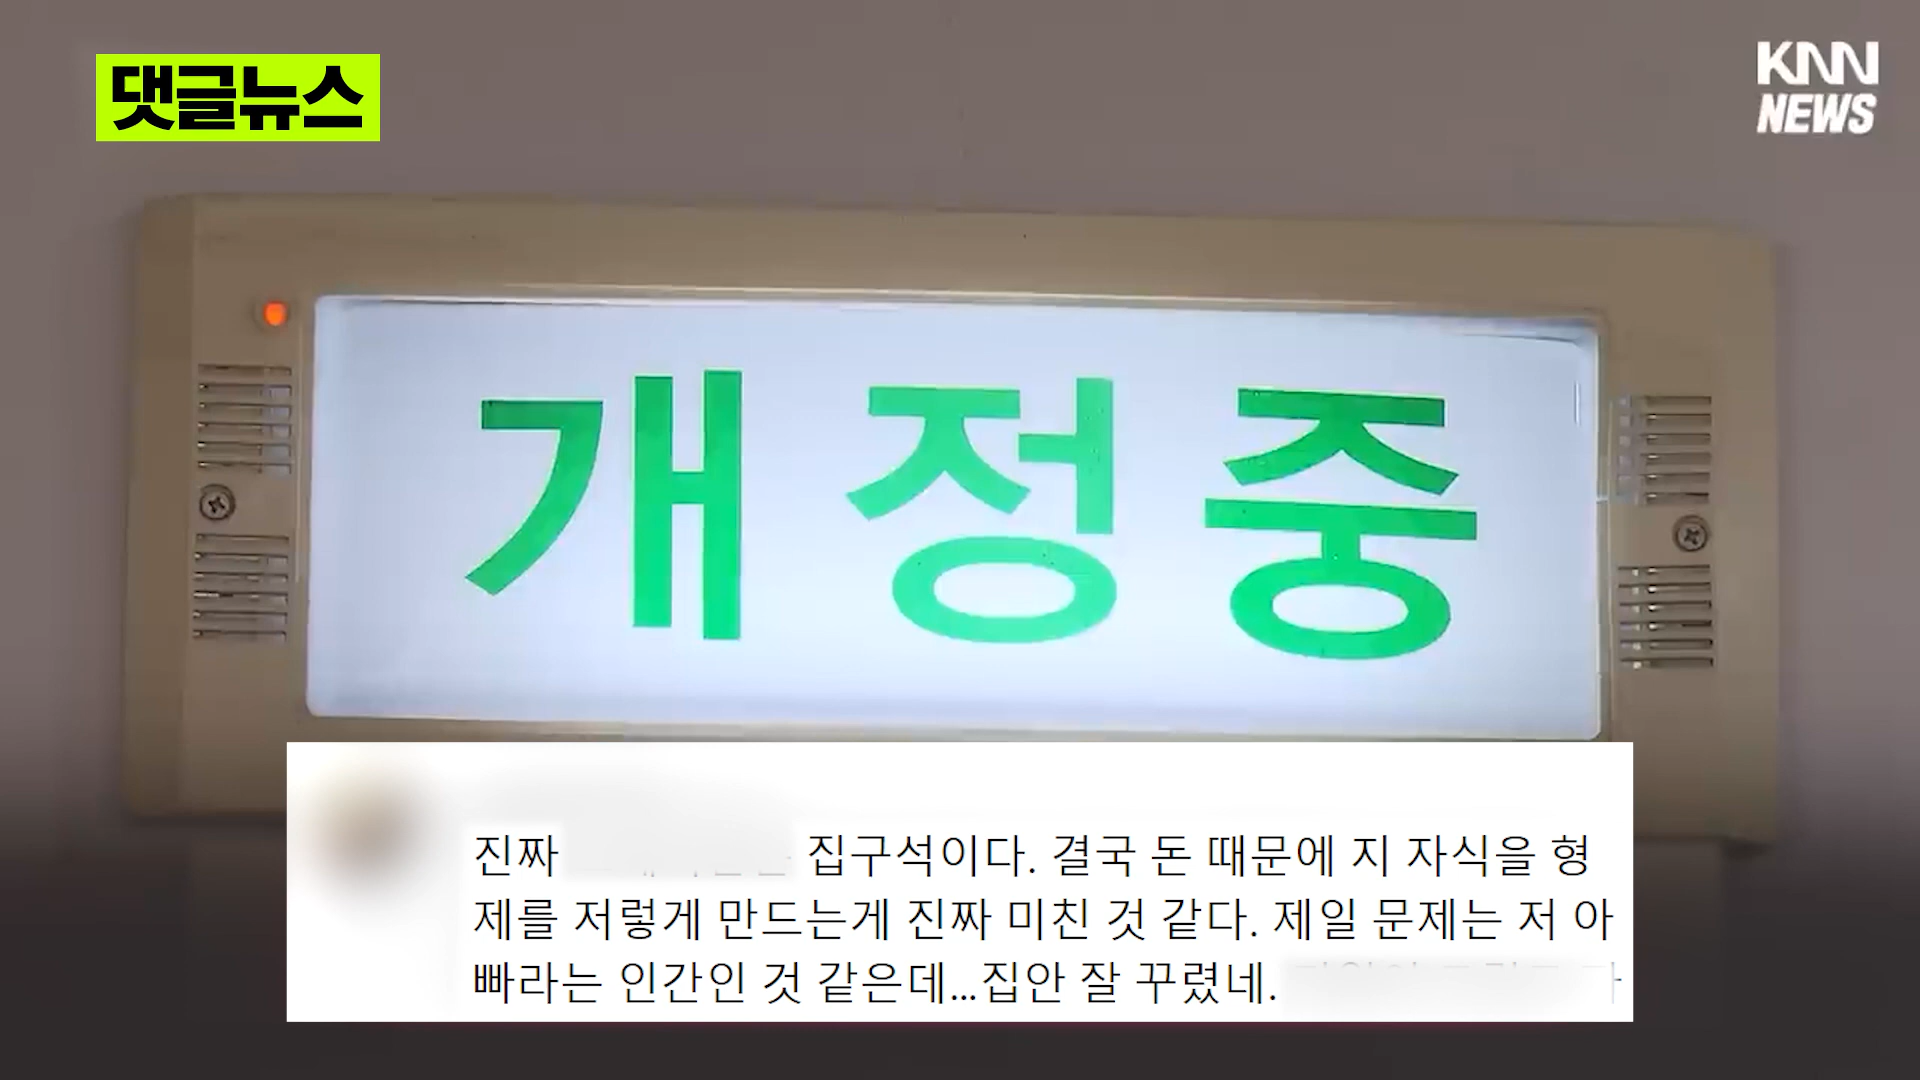 댓글뉴스
KNN
NEWS
개정중
진짜 집구석이다. 결국 돈 때문에 지 자식을 형
제를 저렇게 만드는게 진짜 미친 것 같다. 제일 문제는 저 아
빠라는 인간인 것 같은데...집안 잘 꾸렸네.